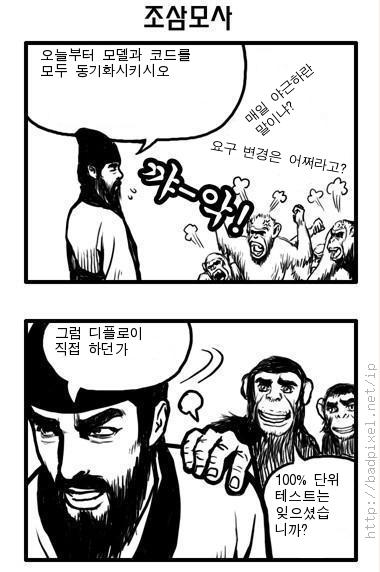 조삼모사
오늘부터 모델과 코드를
모두 동기화시키시오
매일 야근하란
말이냐?
요구 변경은 어쩌라고?
꺄-악!
그럼 디플로이
직접 하던가
100% 단위
테스트는
잊으셨습
니까?
http://badpixel.net/ip